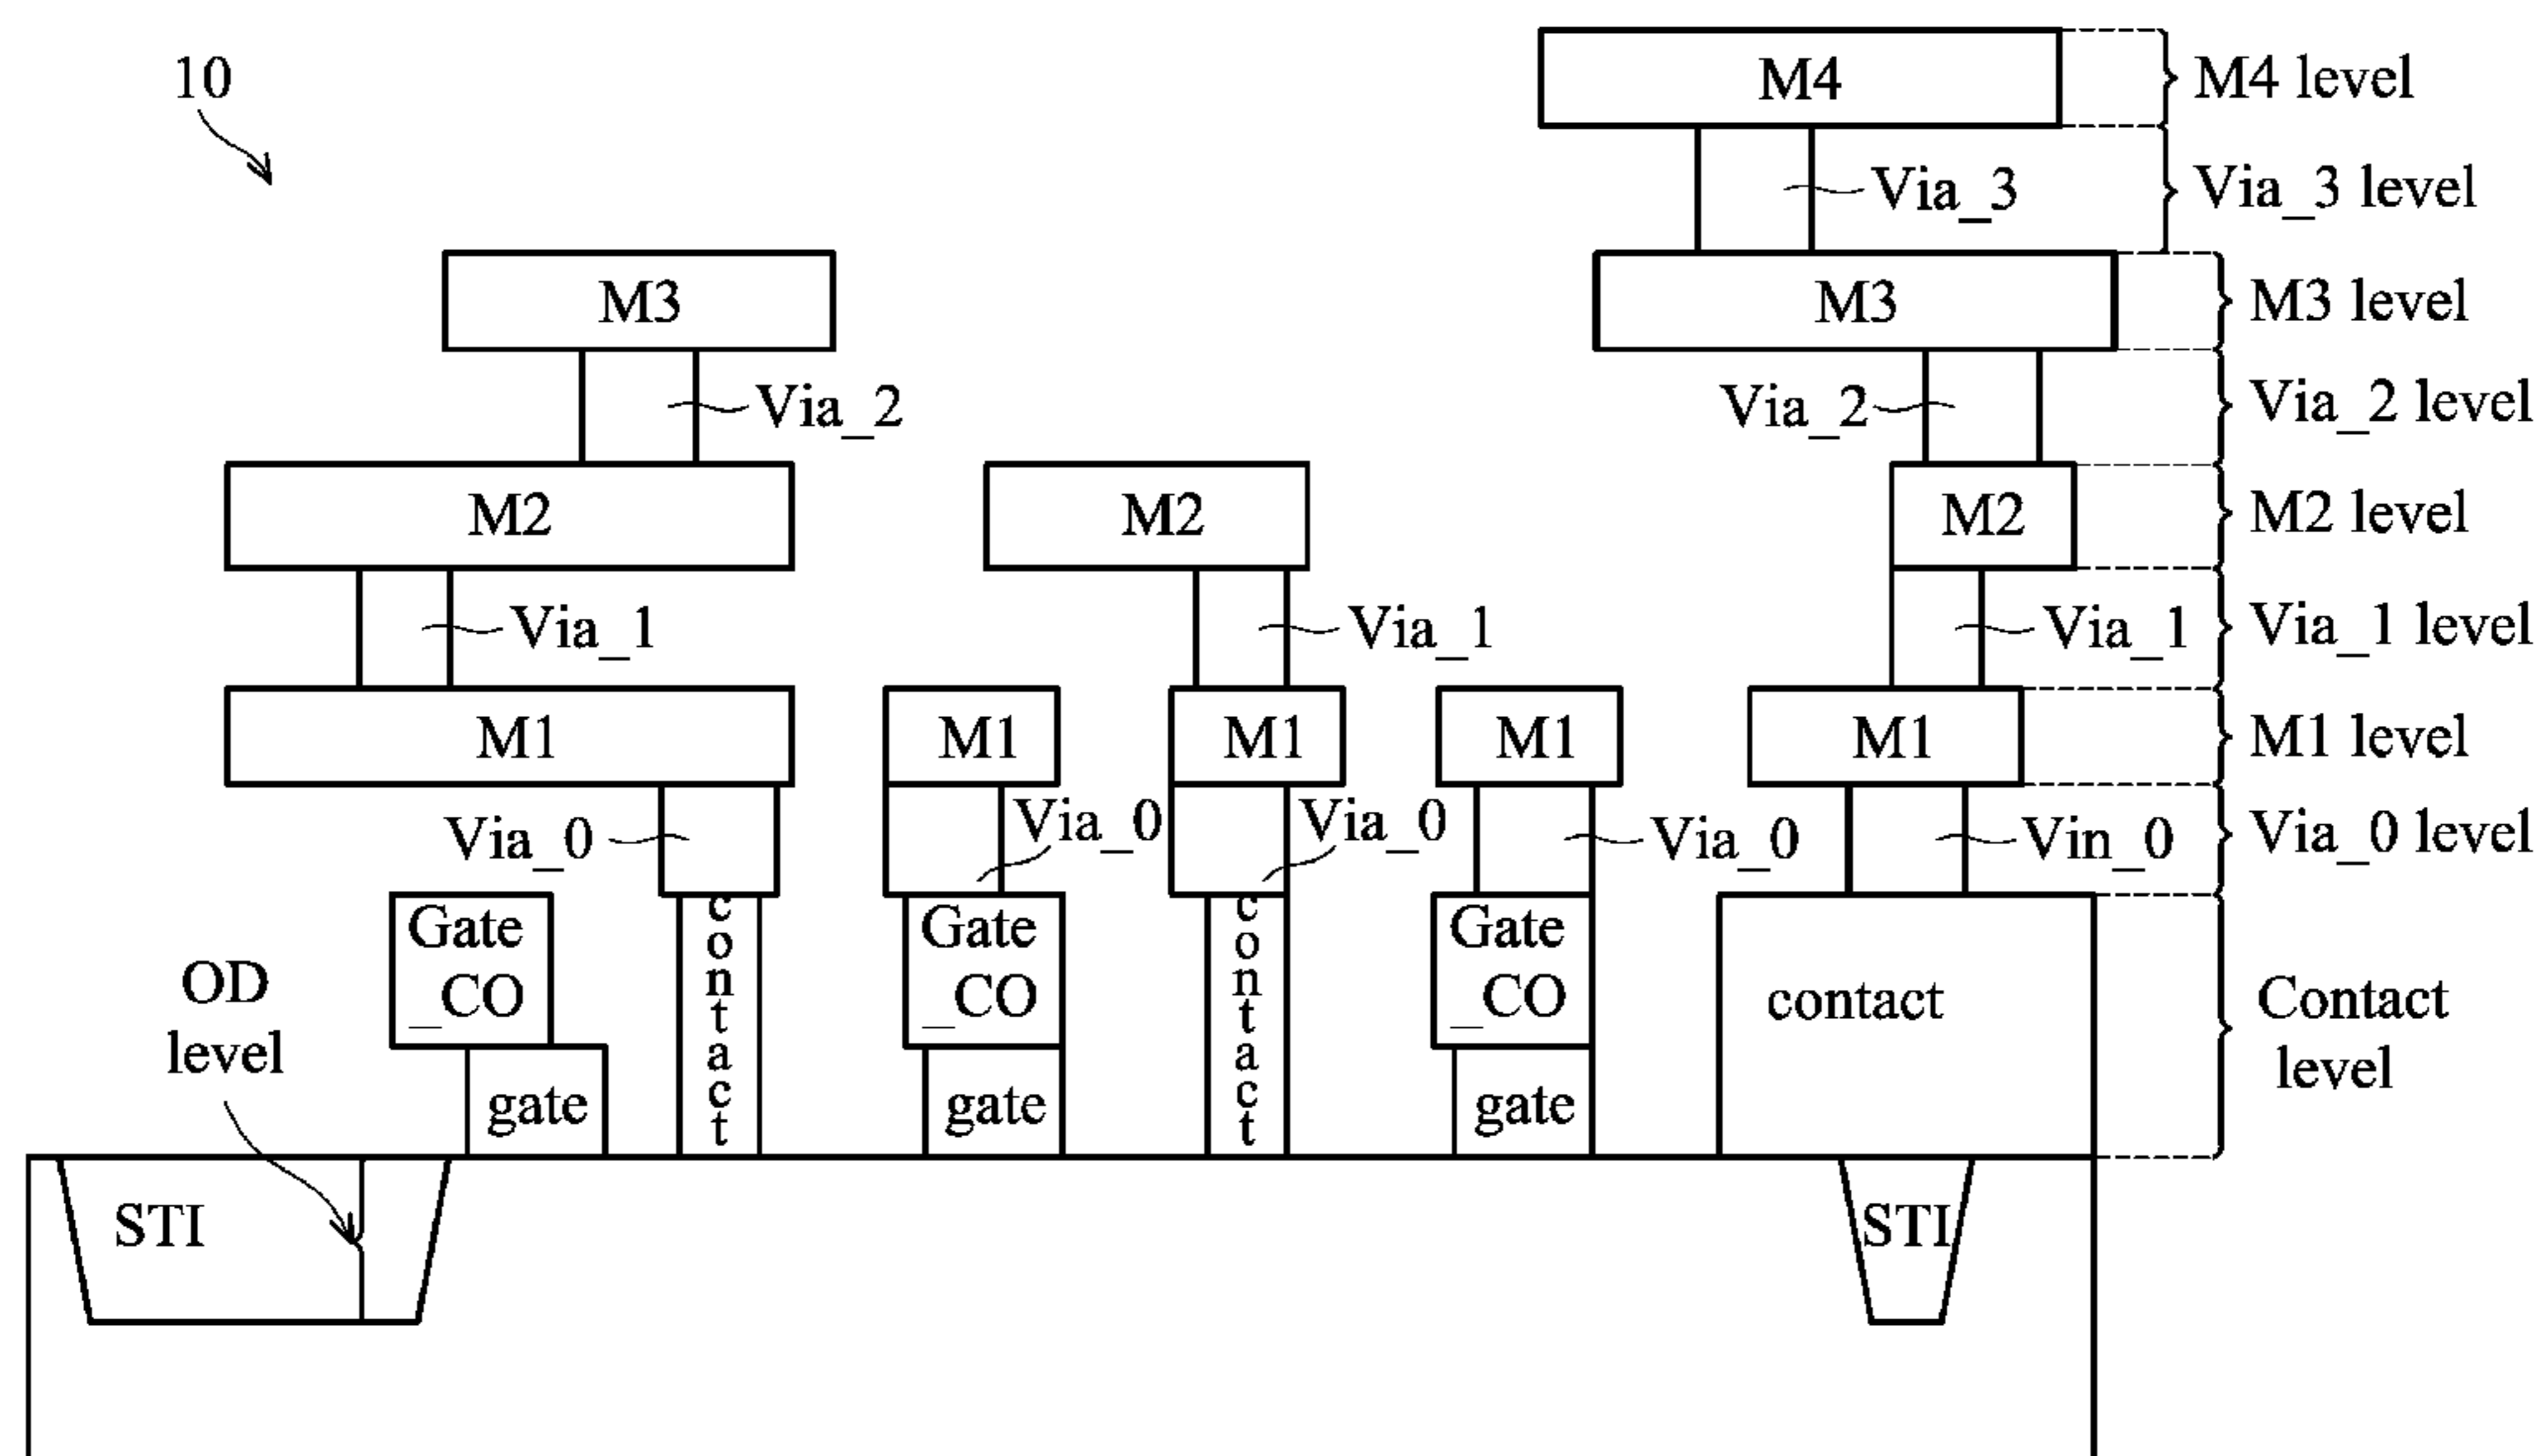 10
M4
M4 level
Via_3
Via_3 level
M3
M3
M3 level
Via_2
Via_2
Via_2 level
M2
M2
M2
M2 level
Via_1
Via_1
Via_1
Via_1 level
M1
M1
M1
M1
M1
M1 level
Via_0
Via_0
Via_0
Via_0
Vin_0
Via_0 level
Gate
_CO
contact
Gate
_CO
contact
Gate
_CO
contact
Contact
level
OD
level
gate
gate
gate
STI
STI